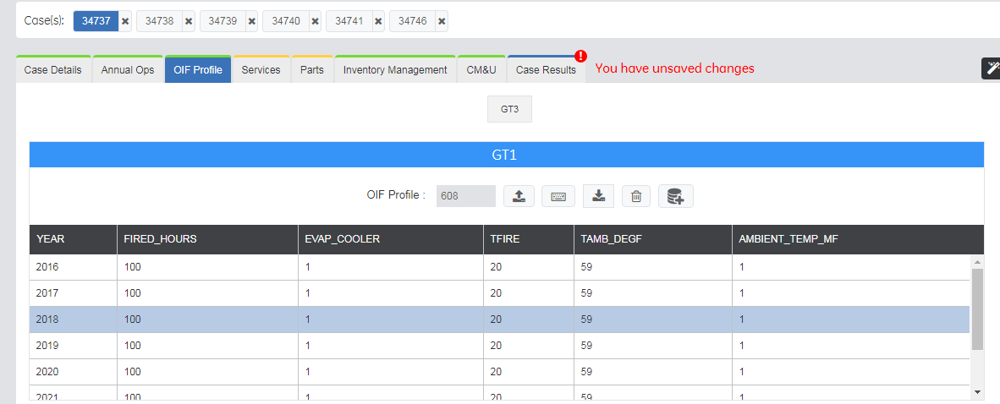 Case(s): 34737 34738 34739 34740 34741 34746
Case Details Annual Ops OIF Profile Services Parts Inventory Management CM&U Case Results ! You have unsaved changes
GT3
GT1
OIF Profile : 608
YEAR FIRED_HOURS EVAP_COOLER TFIRE TAMB_DEGF AMBIENT_TEMP_MF
2016 100 1 20 59 1
2017 100 1 20 59 1
2018 100 1 20 59 1
2019 100 1 20 59 1
2020 100 1 20 59 1
2021 100 1 20 59 1